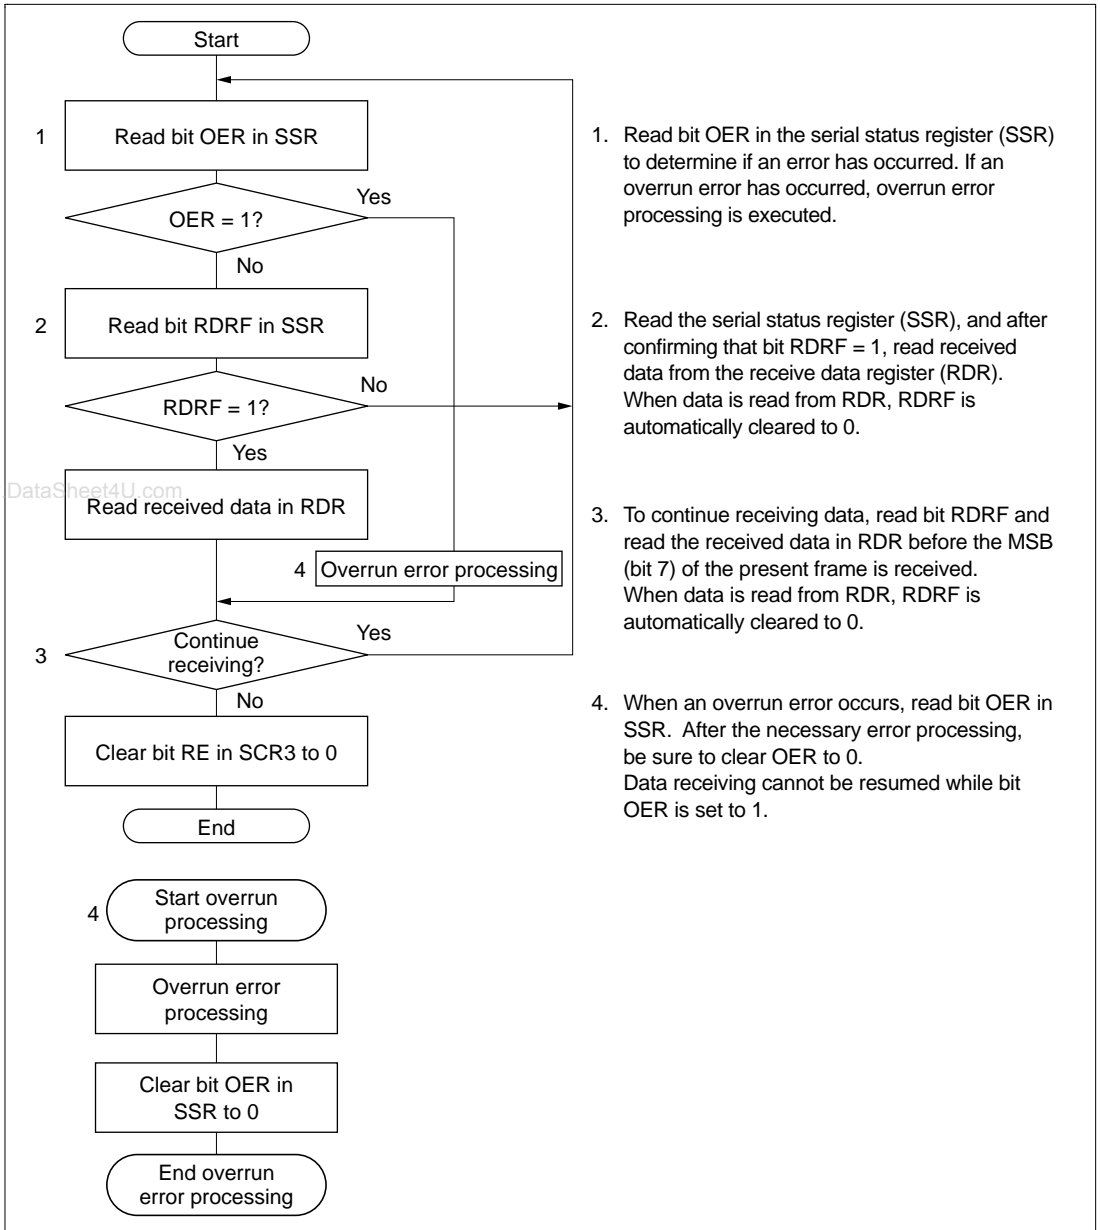 Start
1
Read bit OER in SSR
Yes
OER = 1?
No
2
Read bit RDRF in SSR
No
RDRF = 1?
Yes
DataSheet4U.com
Read received data in RDR
4
Overrun error processing
Continue
receiving?
Yes
3
No
Clear bit RE in SCR3 to 0
End
4
Start overrun
processing
Overrun error
processing
Clear bit OER in
SSR to 0
End overrun
error processing
1. Read bit OER in the serial status register (SSR)
to determine if an error has occurred. If an
overrun error has occurred, overrun error
processing is executed.
2. Read the serial status register (SSR), and after
confirming that bit RDRF = 1, read received
data from the receive data register (RDR).
When data is read from RDR, RDRF is
automatically cleared to 0.
3. To continue receiving data, read bit RDRF and
read the received data in RDR before the MSB
(bit 7) of the present frame is received.
When data is read from RDR, RDRF is
automatically cleared to 0.
4. When an overrun error occurs, read bit OER in
SSR. After the necessary error processing,
be sure to clear OER to 0.
Data receiving cannot be resumed while bit
OER is set to 1.